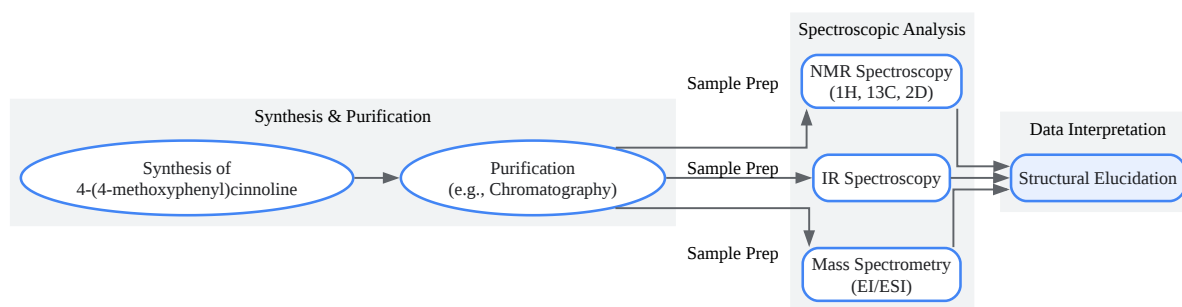 Synthesis & Purification
Synthesis of
4-(4-methoxyphenyl)cinnoline
Purification
(e.g., Chromatography)
Sample Prep
Sample Prep
Sample Prep
Spectroscopic Analysis
NMR Spectroscopy
(1H, 13C, 2D)
IR Spectroscopy
Mass Spectrometry
(EI/ESI)
Data Interpretation
Structural Elucidation